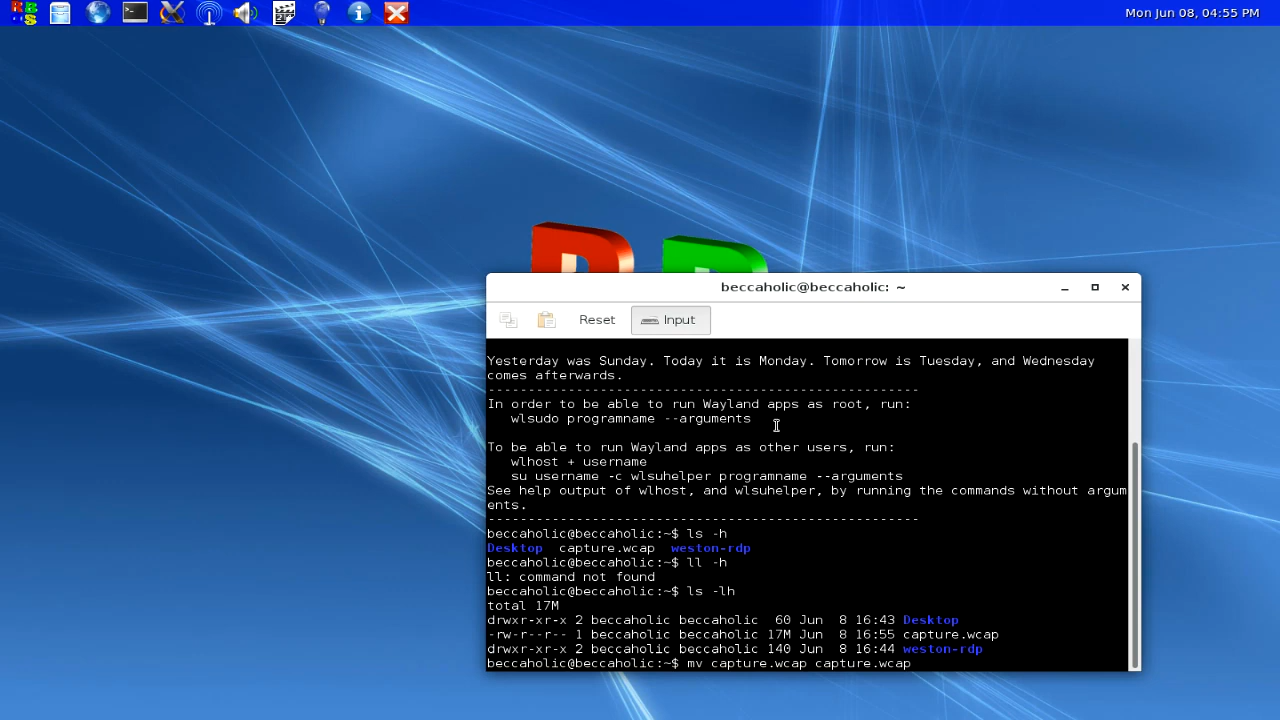 Mon Jun 08, 04:55 PM
beccaholic@beccaholic: ~
Reset
Input
Yesterday was Sunday. Today it is Monday. Tomorrow is Tuesday, and Wednesday
comes afterwards.
------------------------------------------------------
In order to be able to run Wayland apps as root, run:
   wlsudo programname --arguments
To be able to run Wayland apps as other users, run:
   wlhost + username
   su username -c wlsuhelper programname --arguments
See help output of wlhost, and wlsuhelper, by running the commands without argum
ents.
------------------------------------------------------
beccaholic@beccaholic:~$ ls -h
Desktop  capture.wcap  weston-rdp
beccaholic@beccaholic:~$ ll -h
ll: command not found
beccaholic@beccaholic:~$ ls -lh
total 17M
drwxr-xr-x 2 beccaholic beccaholic  60 Jun  8 16:43 Desktop
-rw-r--r-- 1 beccaholic beccaholic 17M Jun  8 16:55 capture.wcap
drwxr-xr-x 2 beccaholic beccaholic 140 Jun  8 16:44 weston-rdp
beccaholic@beccaholic:~$ mv capture.wcap capture.wcap